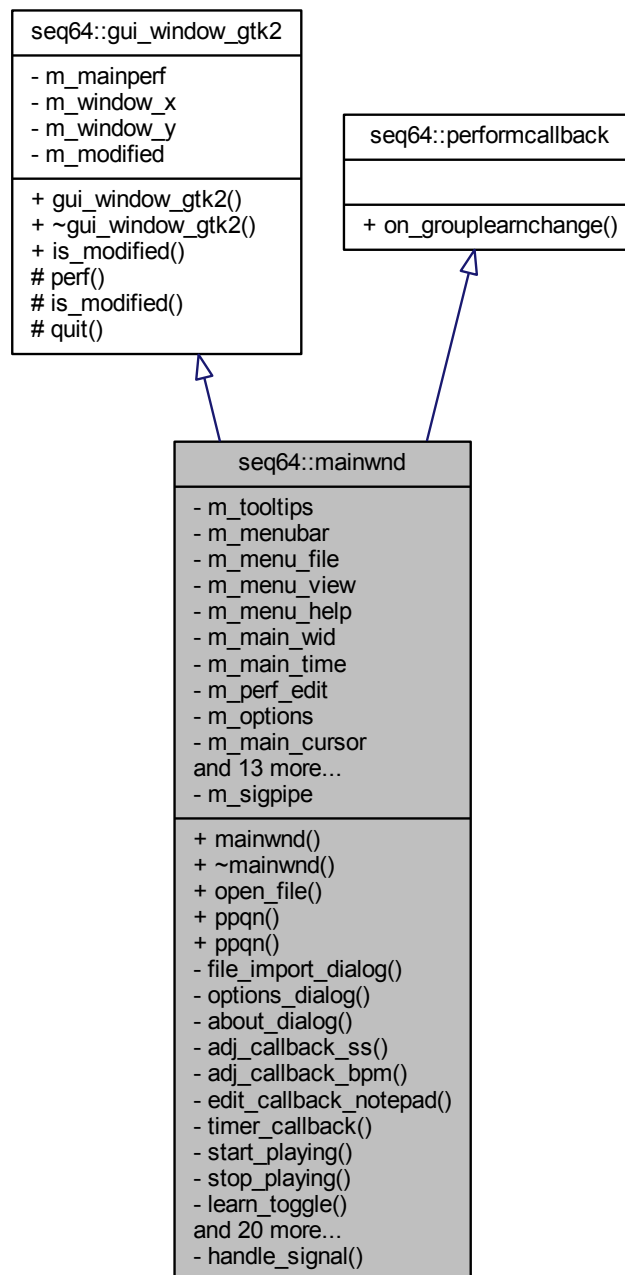 seq64::gui_window_gtk2
- m_mainperf
- m_window_x
- m_window_y
- m_modified
+ gui_window_gtk2()
+ ~gui_window_gtk2()
+ is_modified()
# perf()
# is_modified()
# quit()
seq64::performcallback
+ on_grouplearnchange()
seq64::mainwnd
- m_tooltips
- m_menubar
- m_menu_file
- m_menu_view
- m_menu_help
- m_main_wid
- m_main_time
- m_perf_edit
- m_options
- m_main_cursor
and 13 more...
- m_sigpipe
+ mainwnd()
+ ~mainwnd()
+ open_file()
+ ppqn()
+ ppqn()
- file_import_dialog()
- options_dialog()
- about_dialog()
- adj_callback_ss()
- adj_callback_bpm()
- edit_callback_notepad()
- timer_callback()
- start_playing()
- stop_playing()
- learn_toggle()
and 20 more...
- handle_signal()